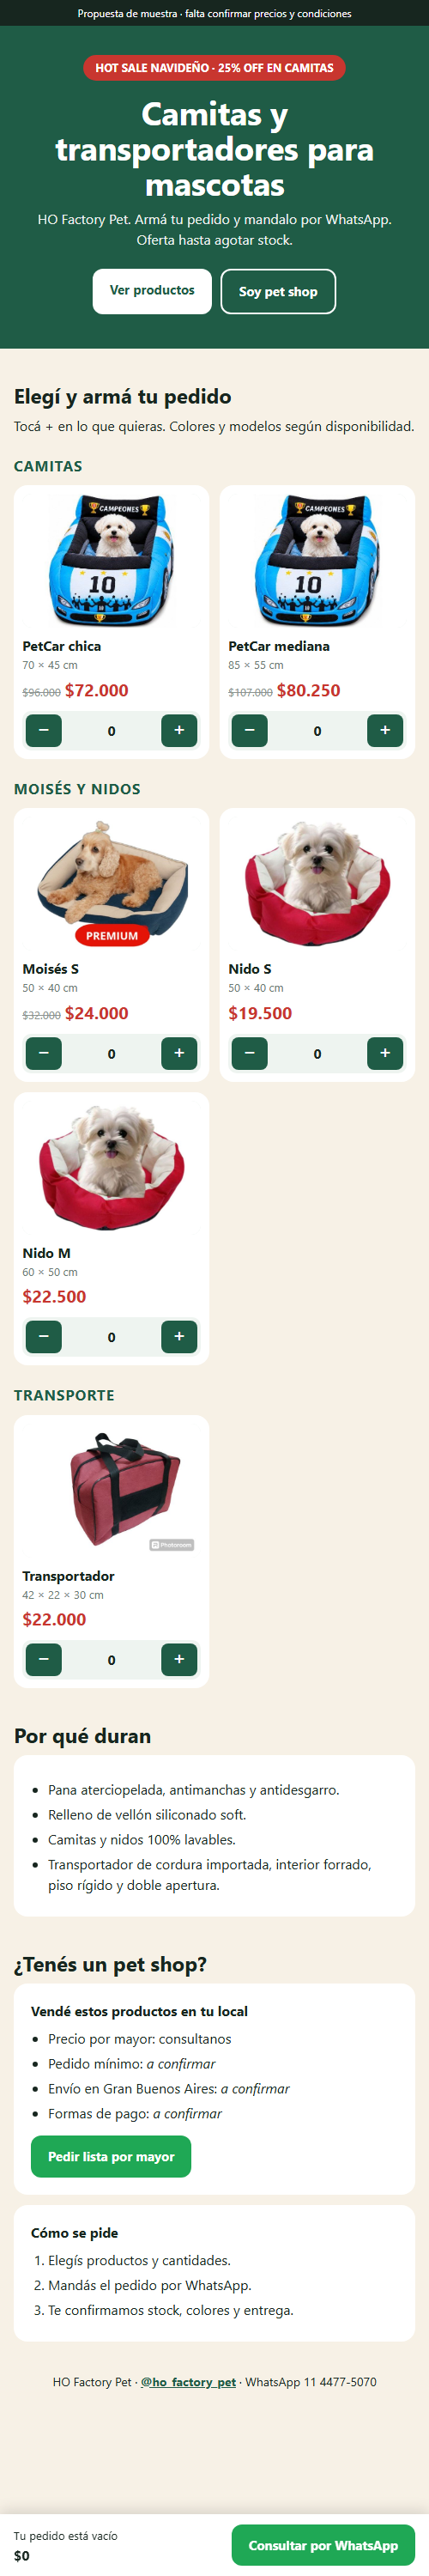 Propuesta de muestra · falta confirmar precios y condiciones
HOT SALE NAVIDEÑO · 25% OFF EN CAMITAS
Camitas y
transportadores para
mascotas
HO Factory Pet. Armá tu pedido y mandalo por WhatsApp.
Oferta hasta agotar stock.
Ver productos
Soy pet shop
Elegí y armá tu pedido
Tocá + en lo que quieras. Colores y modelos según disponibilidad.
CAMITAS
CAMPEONES
10
PetCar chica
70 × 45 cm
$96.000 $72.000
− 0 +
CAMPEONES
10
PetCar mediana
85 × 55 cm
$107.000 $80.250
− 0 +
MOISÉS Y NIDOS
PREMIUM
Moisés S
50 × 40 cm
$32.000 $24.000
− 0 +
Nido S
50 × 40 cm
$19.500
− 0 +
Nido M
60 × 50 cm
$22.500
− 0 +
TRANSPORTE
Photoroom
Transportador
42 × 22 × 30 cm
$22.000
− 0 +
Por qué duran
• Pana aterciopelada, antimanchas y antidesgarro.
• Relleno de vellón siliconado soft.
• Camitas y nidos 100% lavables.
• Transportador de cordura importada, interior forrado,
piso rígido y doble apertura.
¿Tenés un pet shop?
Vendé estos productos en tu local
• Precio por mayor: consultanos
• Pedido mínimo: a confirmar
• Envío en Gran Buenos Aires: a confirmar
• Formas de pago: a confirmar
Pedir lista por mayor
Cómo se pide
1. Elegís productos y cantidades.
2. Mandás el pedido por WhatsApp.
3. Te confirmamos stock, colores y entrega.
HO Factory Pet · @ho_factory_pet · WhatsApp 11 4477-5070
Tu pedido está vacío
$0
Consultar por WhatsApp